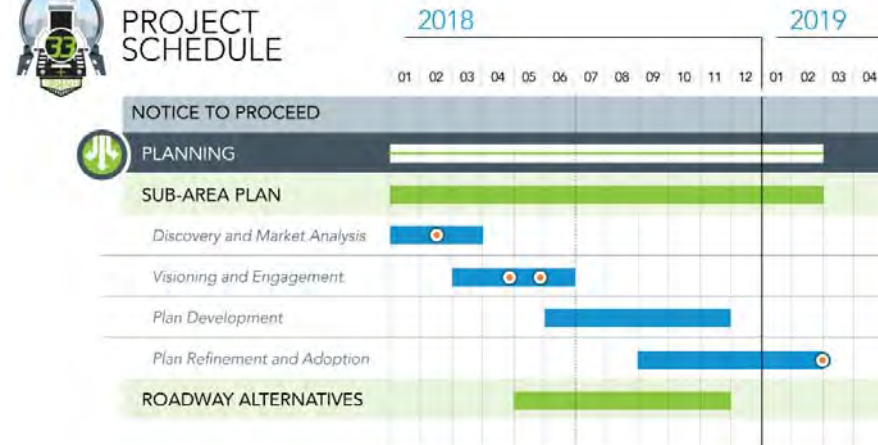 33
PROJECT
SCHEDULE
2018 2019
01 02 03 04 05 06 07 08 09 10 11 12 01 02 03 04
NOTICE TO PROCEED
PLANNING
SUB-AREA PLAN
Discovery and Market Analysis
Visioning and Engagement
Plan Development
Plan Refinement and Adoption
ROADWAY ALTERNATIVES